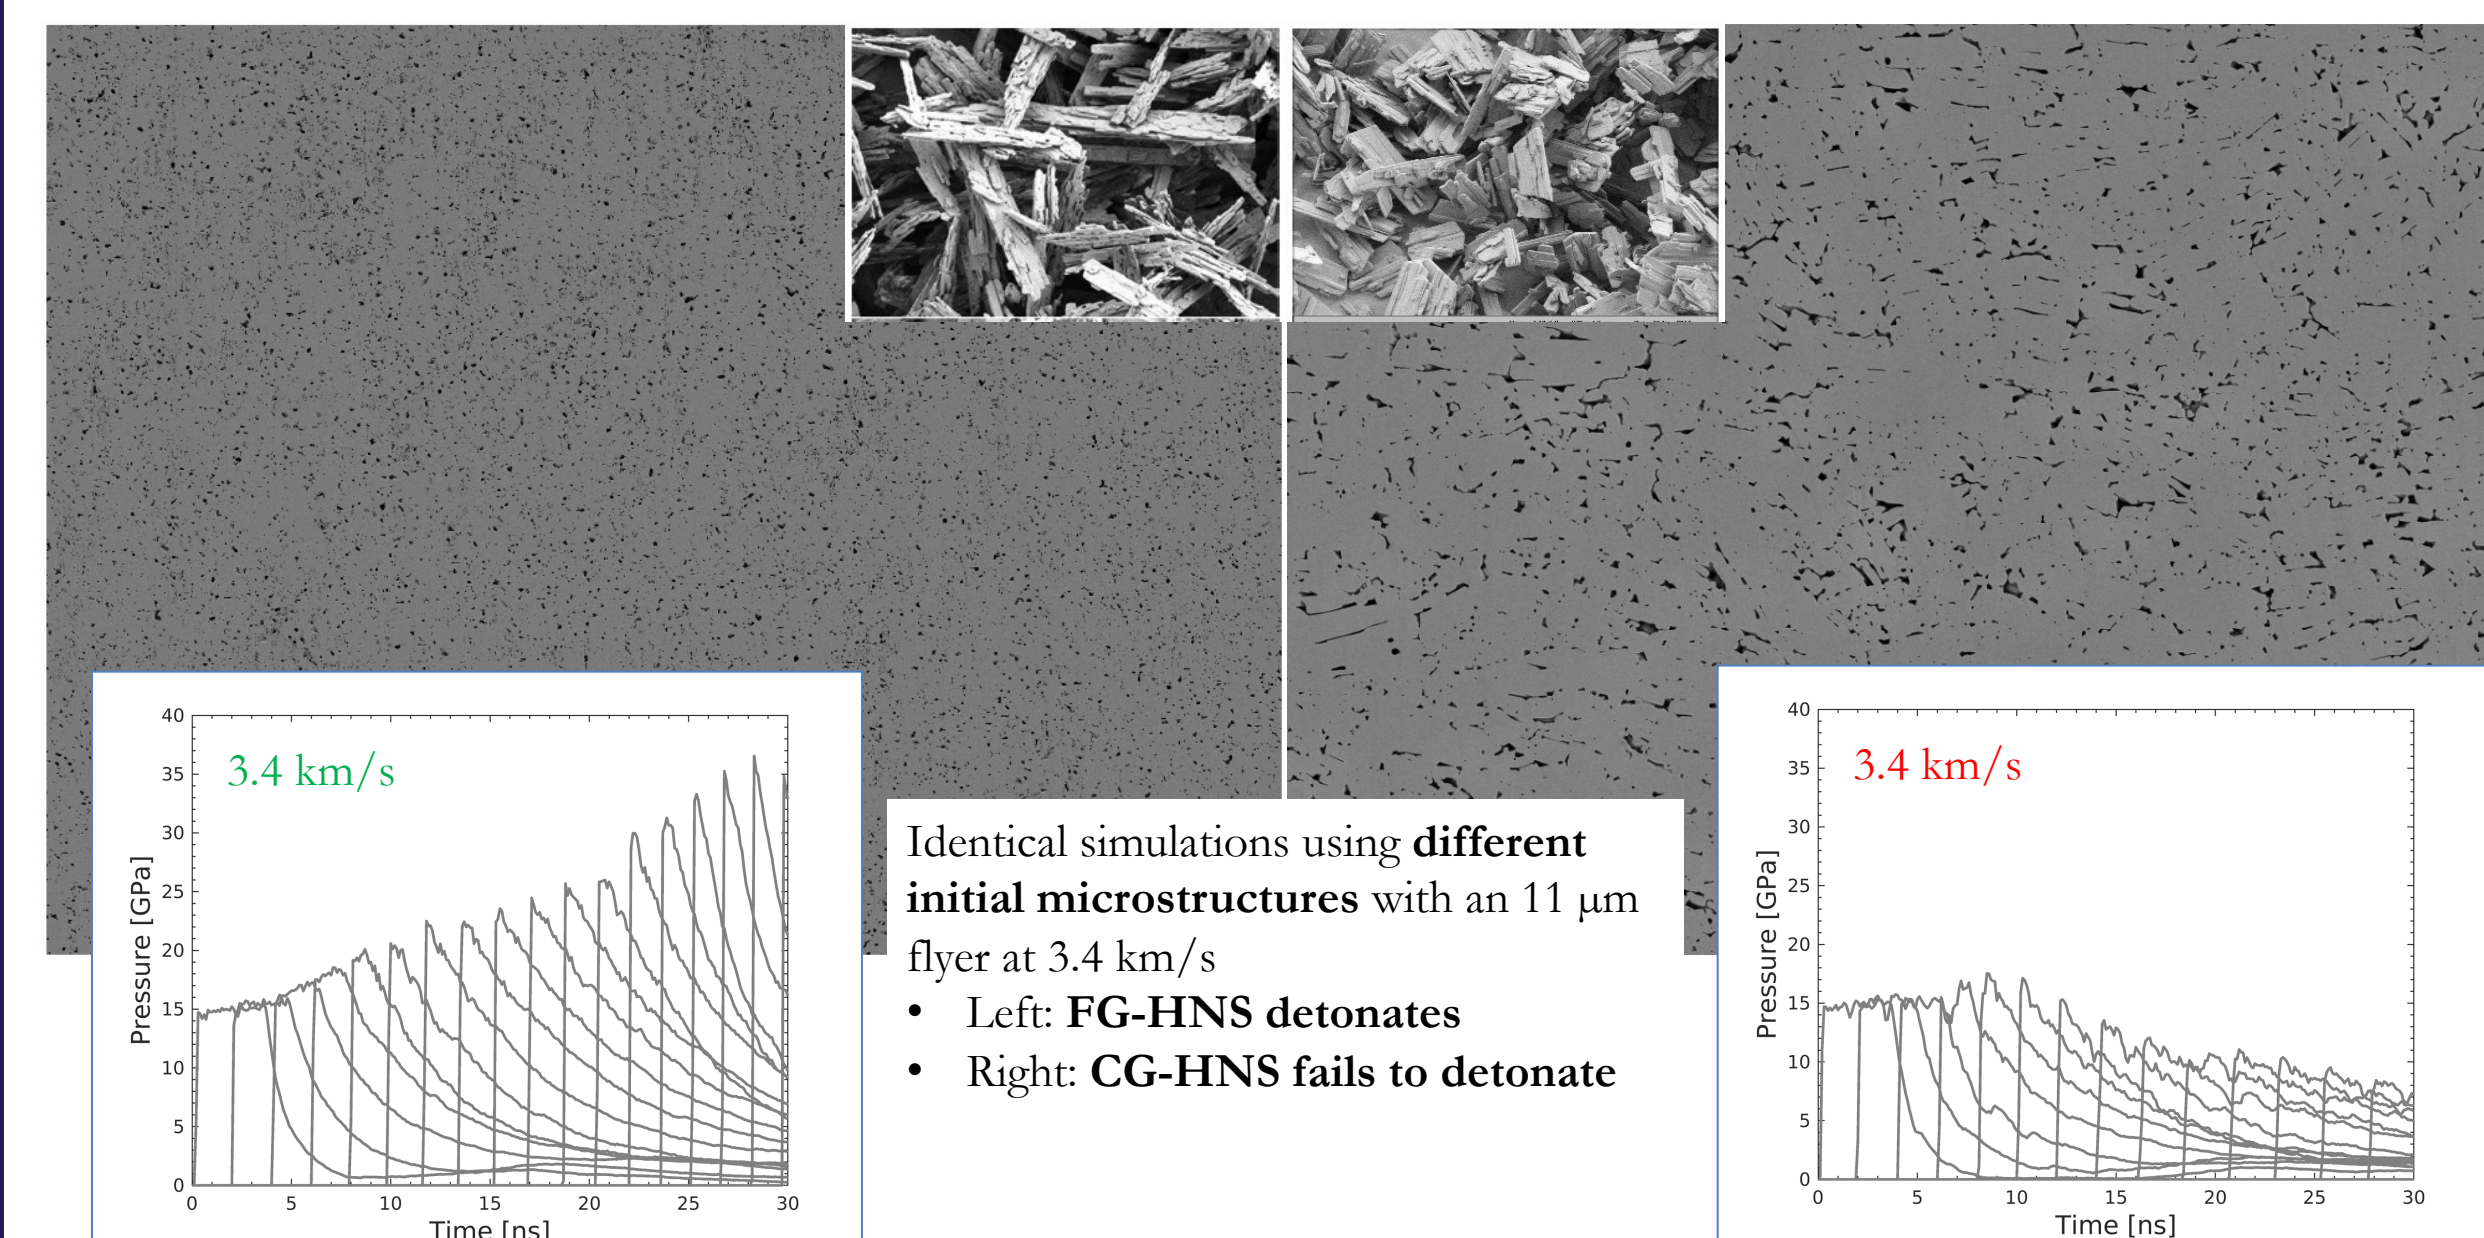 3.4 km/s
40
35
30
25
20
15
10
5
0
Pressure [GPa]
0 5 10 15 20 25 30
Time [ns]
Identical simulations using different
initial microstructures with an 11 μm
flyer at 3.4 km/s
• Left: FG-HNS detonates
• Right: CG-HNS fails to detonate
3.4 km/s
40
35
30
25
20
15
10
5
0
Pressure [GPa]
0 5 10 15 20 25 30
Time [ns]